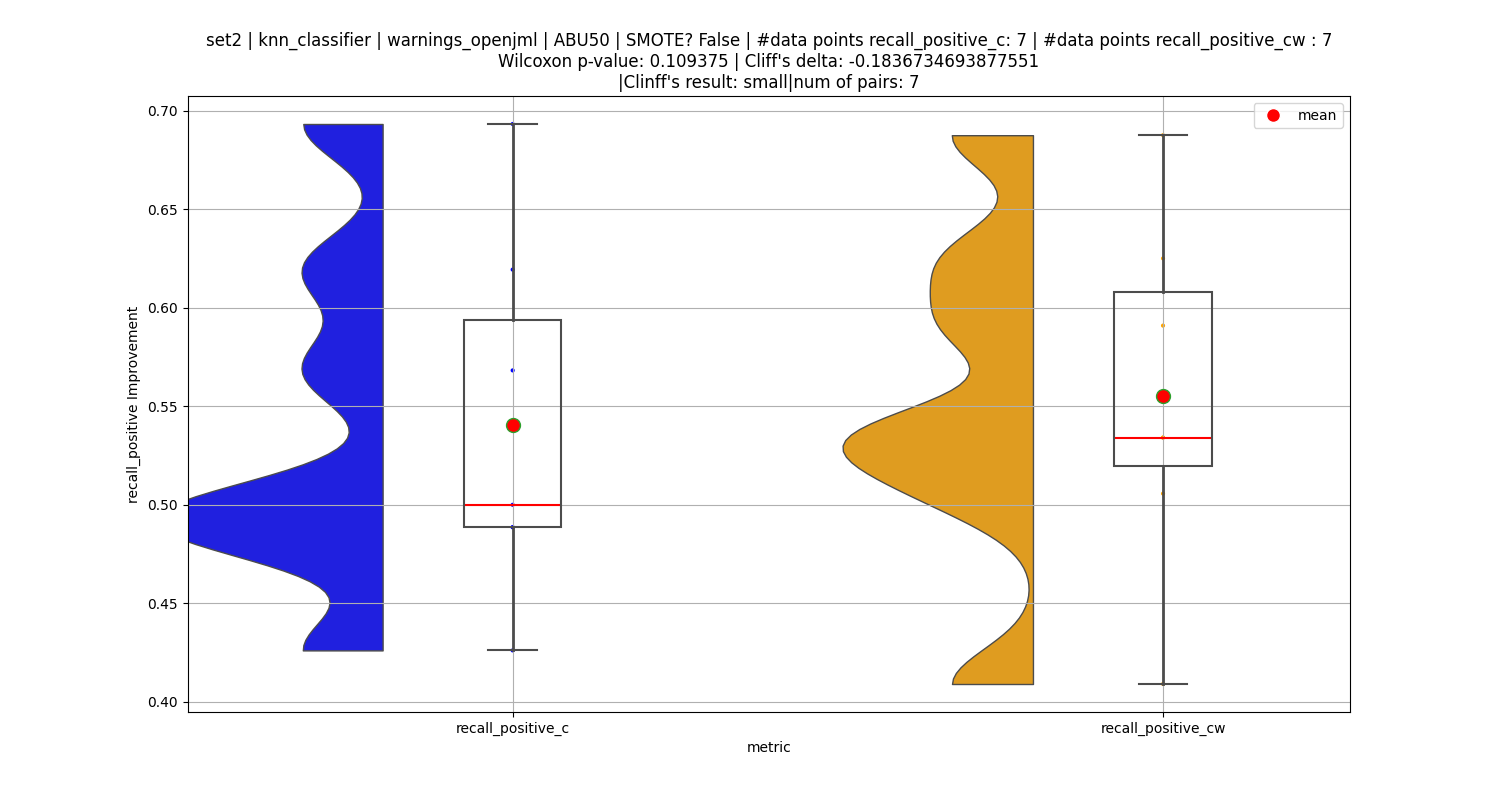 set2 | knn_classifier | warnings_openjml | ABU50 | SMOTE? False | #data points recall_positive_c: 7 | #data points recall_positive_cw : 7
Wilcoxon p-value: 0.109375 | Cliff's delta: -0.1836734693877551
|Clinff's result: small|num of pairs: 7
mean
0.70
0.65
0.60
0.55
0.50
0.45
0.40
recall_positive Improvement
recall_positive_c
recall_positive_cw
metric